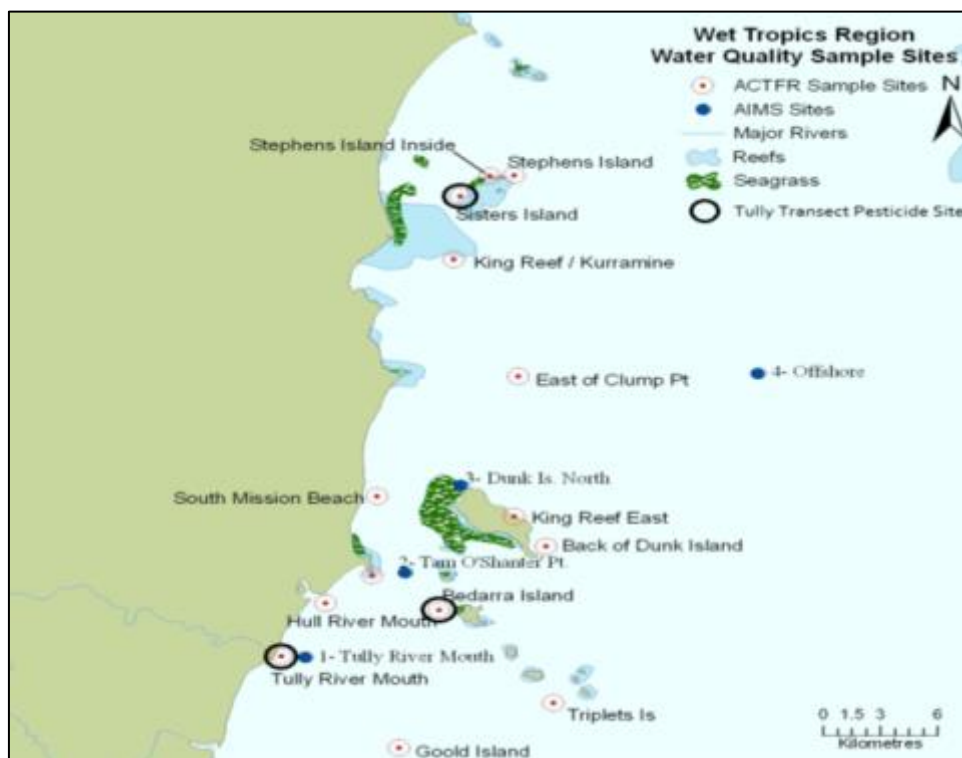 Wet Tropics Region
Water Quality Sample Sites
ACTFR Sample Sites
AIMS Sites
Major Rivers
Reefs
Seagrass
Tully Transect Pesticide Site
N
Stephens Island Inside
Stephens Island
Sisters Island
King Reef / Kurramine
East of Clump Pt
4- Offshore
3- Dunk Is. North
South Mission Beach
King Reef East
Back of Dunk Island
2- Tam O'Shanter Pt.
Bedarra Island
Hull River Mouth
1- Tully River Mouth
Tully River Mouth
Triplets Is
Goold Island
0 1.5 3 6
Kilometres